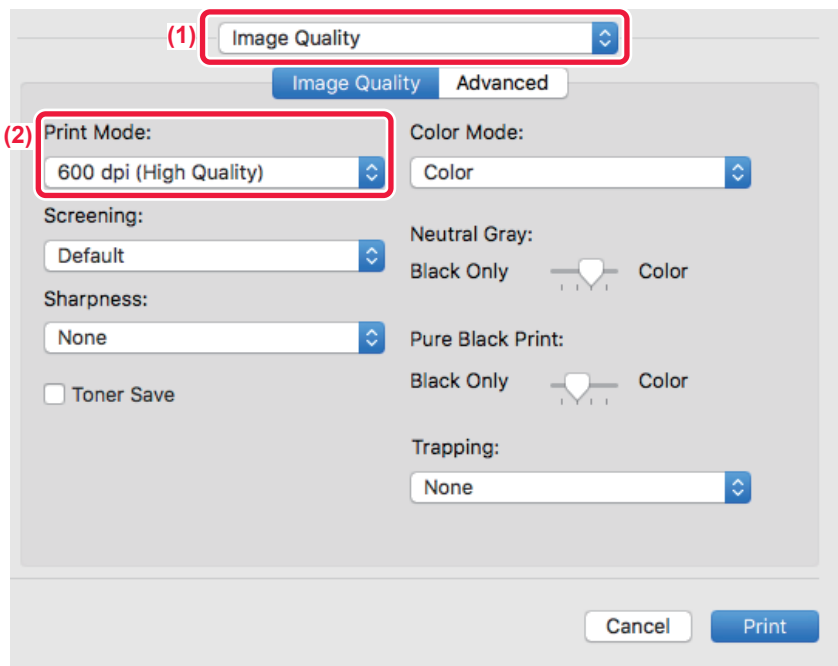 (1) Image Quality
Image Quality Advanced
(2) Print Mode:
600 dpi (High Quality)
Screening:
Default
Sharpness:
None
Toner Save
Color Mode:
Color
Neutral Gray:
Black Only Color
Pure Black Print:
Black Only Color
Trapping:
None
Cancel Print